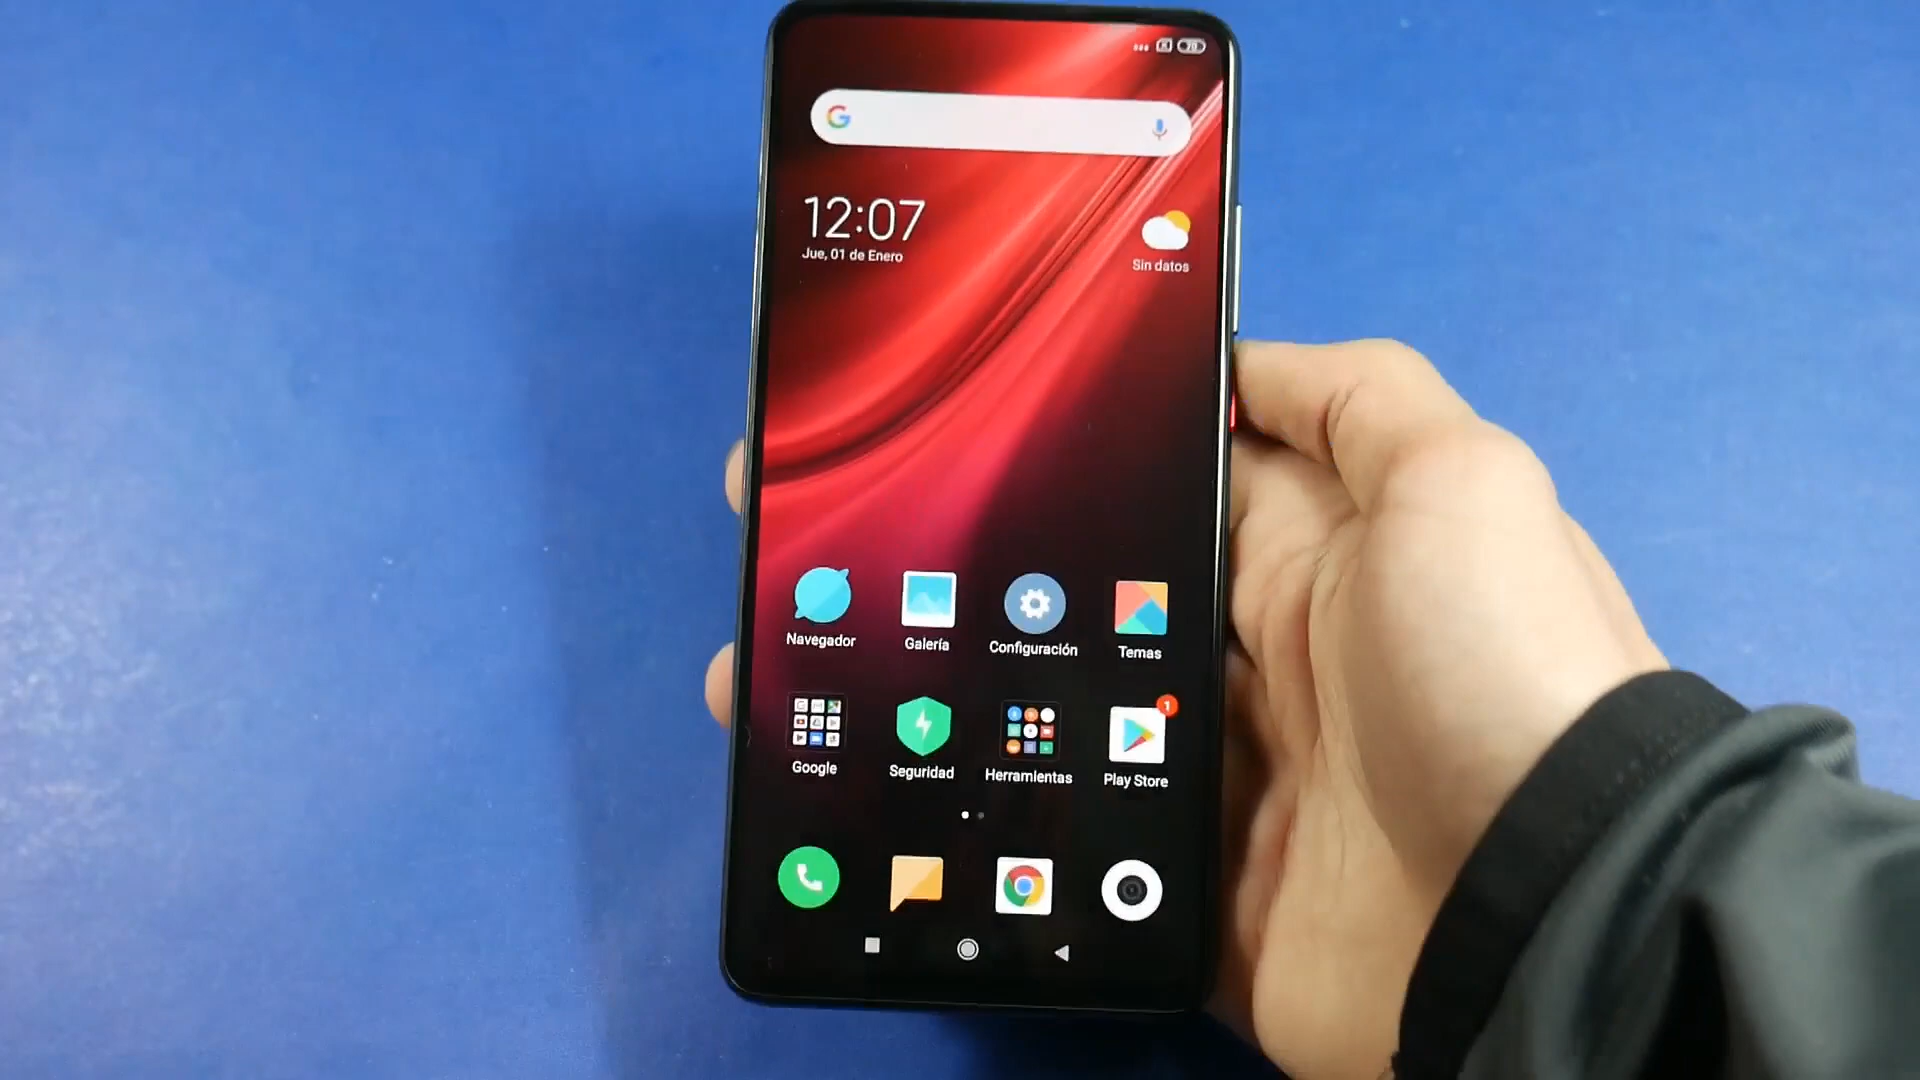 12:07
Jue, 01 de Enero
Sin datos
Navegador
Galería
Configuración
Temas
Google
Seguridad
Herramientas
1
Play Store